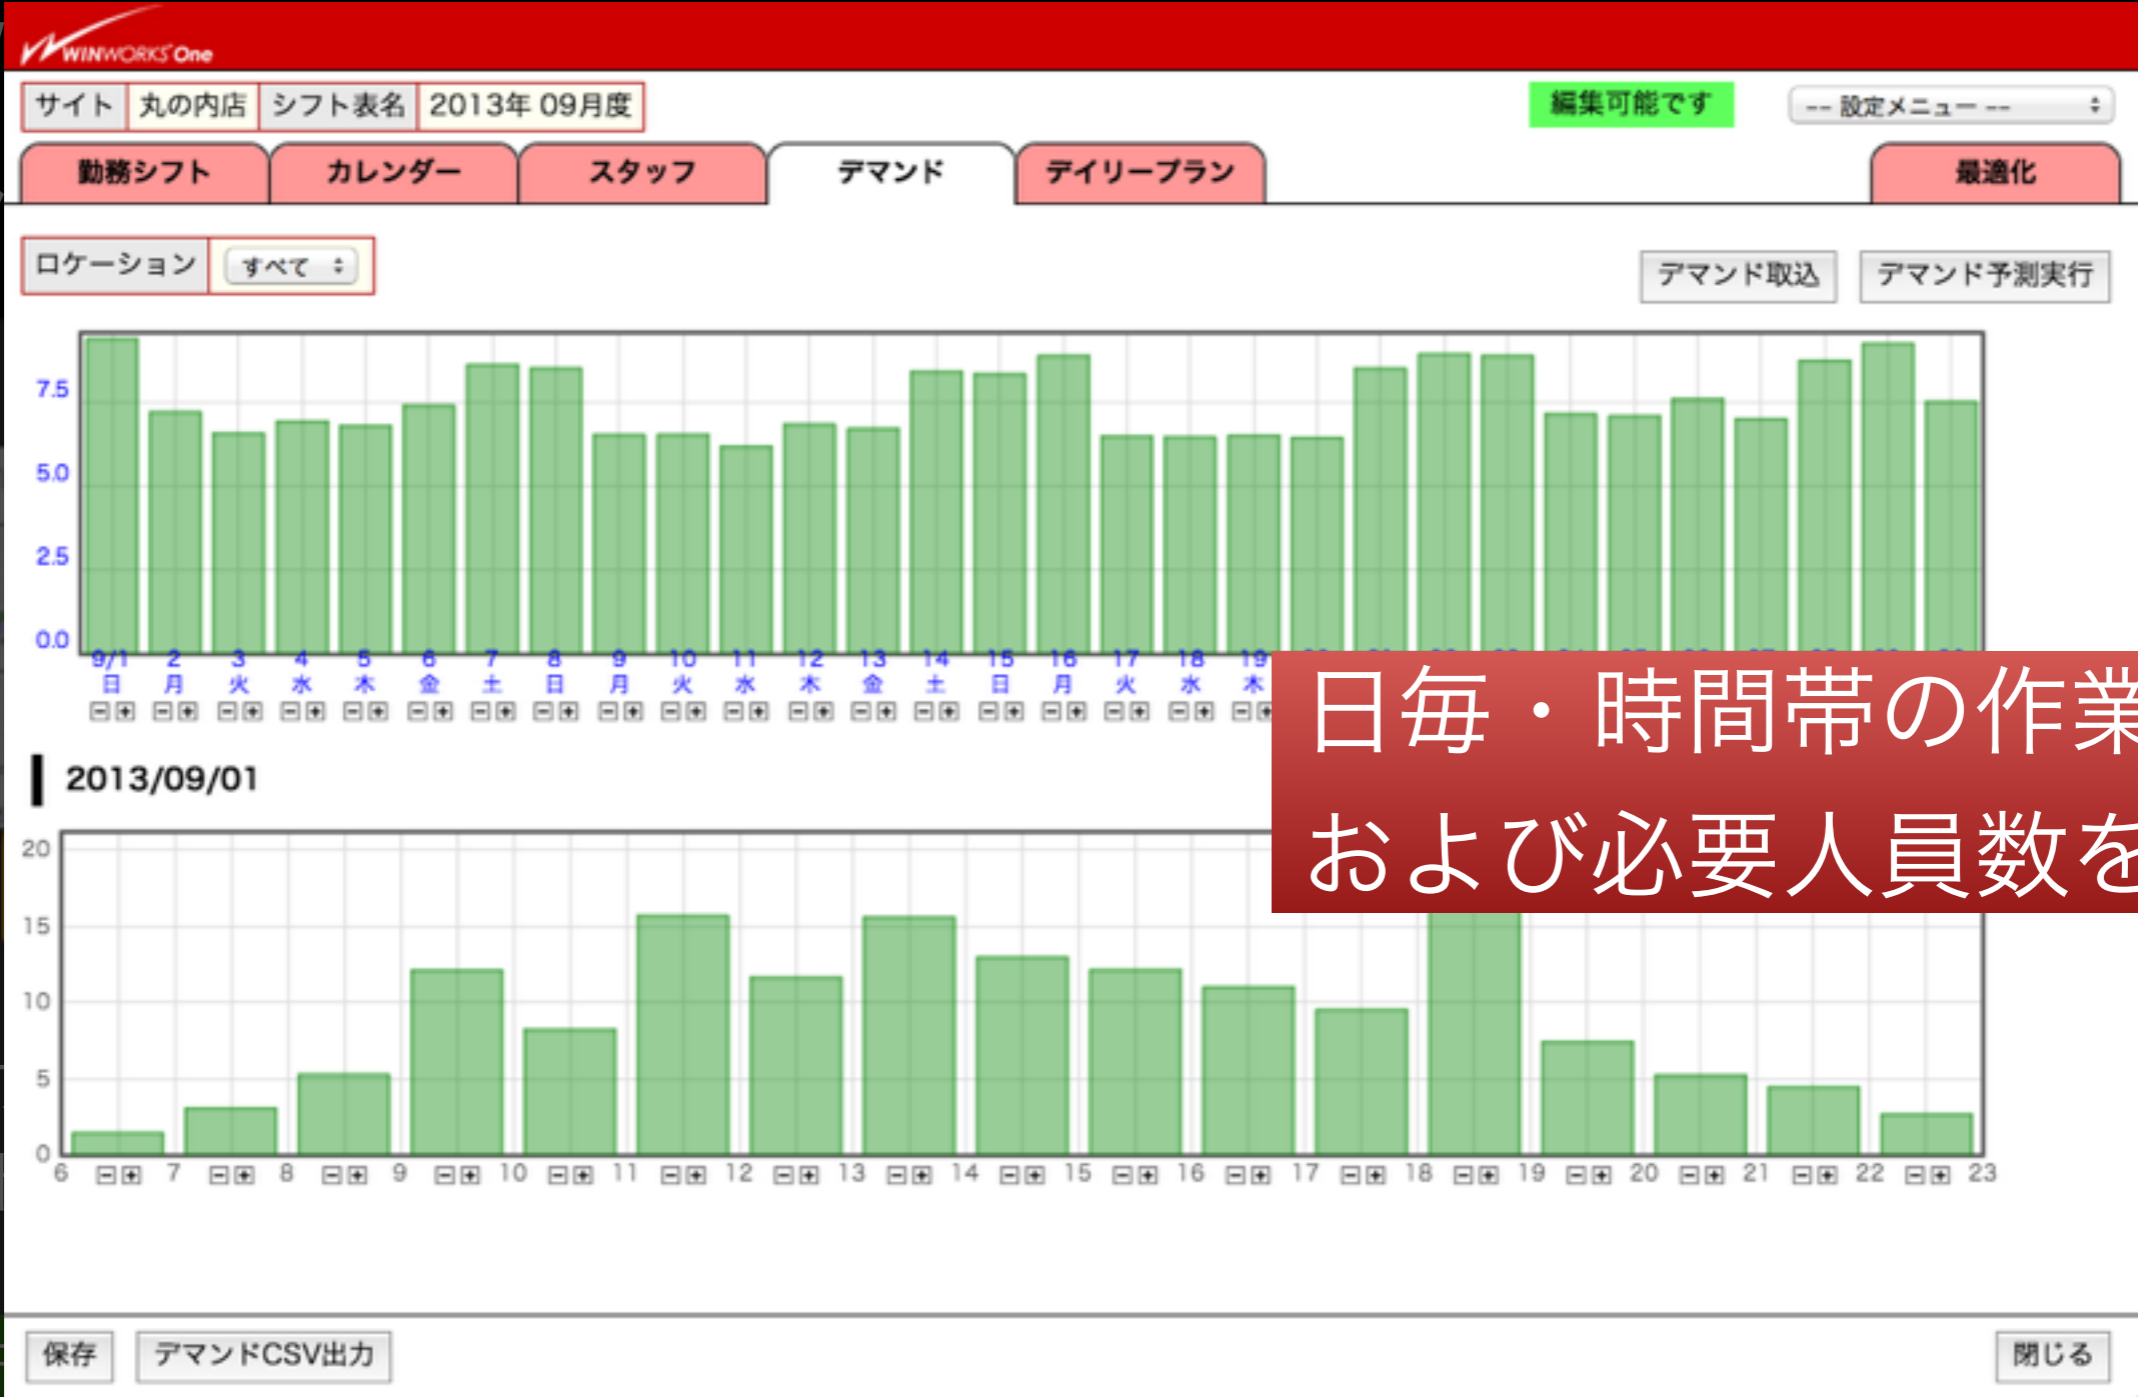 WINWORKS One
サイト 丸の内店 シフト表名 2013年 09月度 編集可能です -- 設定メニュー --
勤務シフト カレンダー スタッフ デマンド デイリープラン 最適化
ロケーション すべて デマンド取込 デマンド予測実行
7.5
5.0
2.5
0.0
9/1 2 3 4 5 6 7 8 9 10 11 12 13 14 15 16 17 18 19
日 月 火 水 木 金 土 日 月 火 水 木 金 土 日 月 火 水 木
日毎・時間帯の作業
および必要人員数を
2013/09/01
20
15
10
5
0
6 7 8 9 10 11 12 13 14 15 16 17 18 19 20 21 22 23
保存 デマンドCSV出力 閉じる